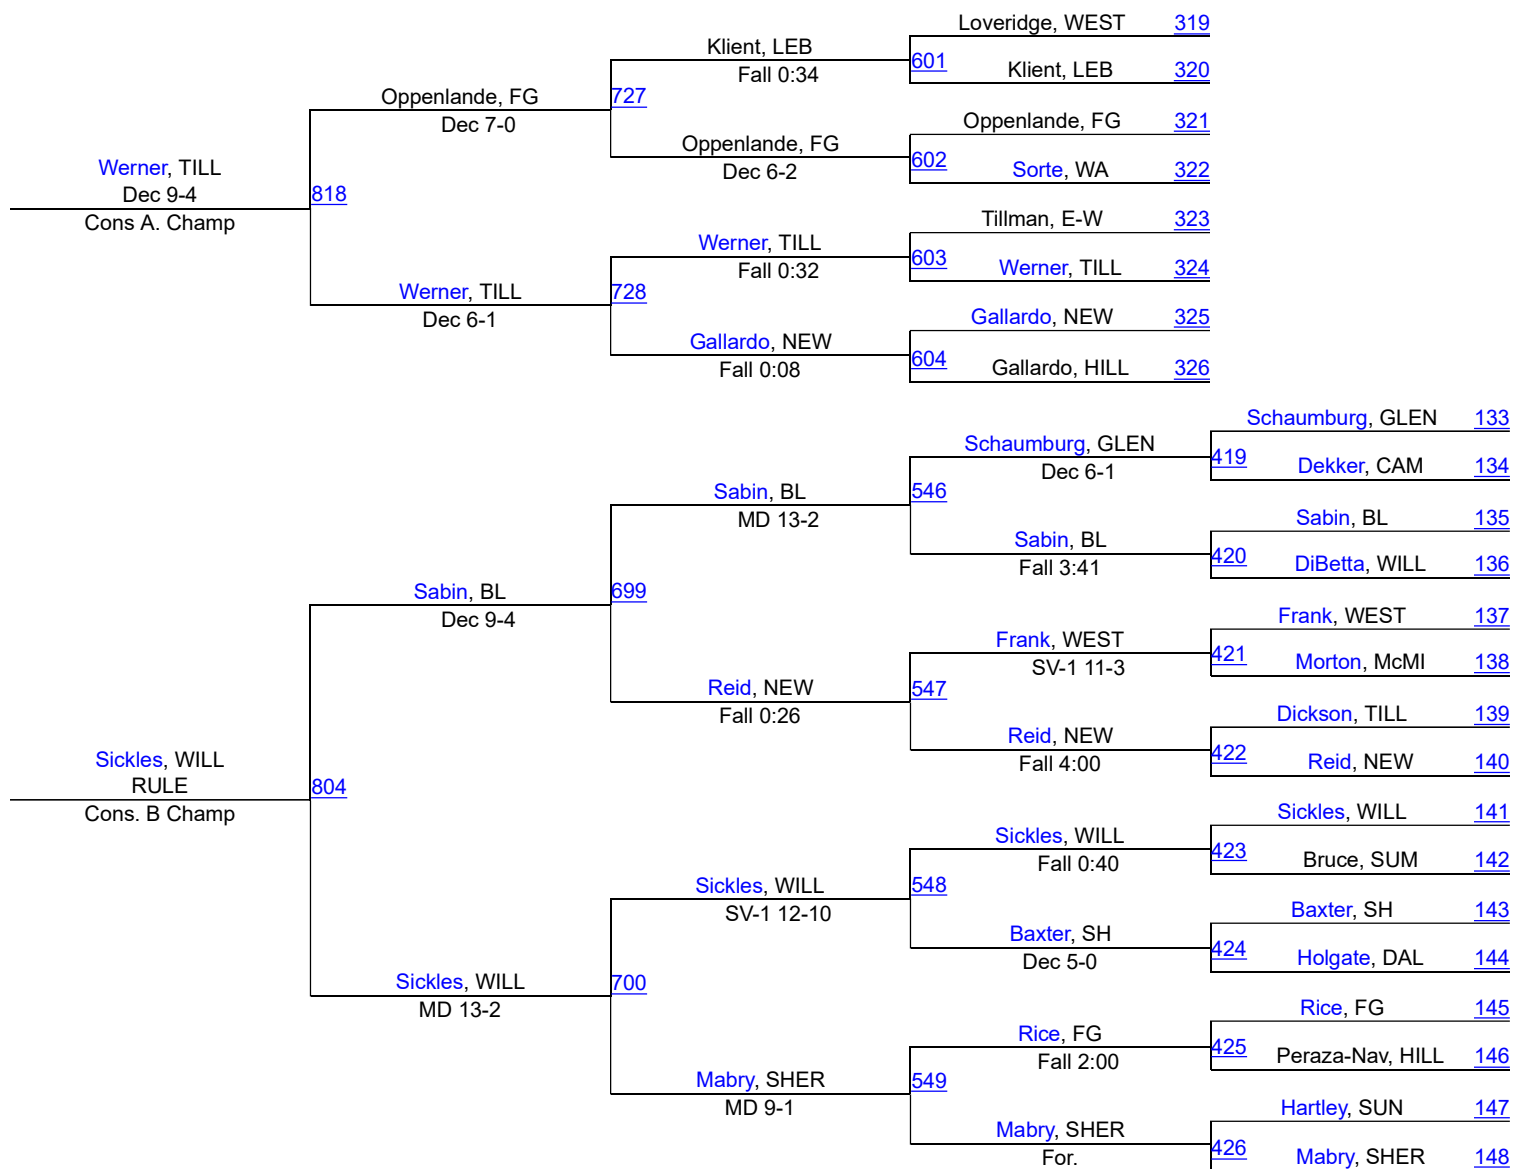 Loveridge, WEST 319
Klient, LEB
Fall 0:34
601
Klient, LEB 320
Oppenlande, FG
Dec 7-0
727
Oppenlande, FG 321
Oppenlande, FG
Dec 6-2
602
Sorte, WA 322
Werner, TILL
Dec 9-4
Cons A. Champ
818
Tillman, E-W 323
Werner, TILL
Fall 0:32
603
Werner, TILL 324
Werner, TILL
Dec 6-1
728
Gallardo, NEW 325
Gallardo, NEW
Fall 0:08
604
Gallardo, HILL 326
Schaumburg, GLEN 133
Schaumburg, GLEN
Dec 6-1
419
Dekker, CAM 134
Sabin, BL
MD 13-2
546
Sabin, BL 135
Sabin, BL
Fall 3:41
420
DiBetta, WILL 136
Sabin, BL
Dec 9-4
699
Frank, WEST 137
Frank, WEST
SV-1 11-3
421
Morton, McMI 138
Reid, NEW
Fall 0:26
547
Dickson, TILL 139
Reid, NEW
Fall 4:00
422
Reid, NEW 140
Sickles, WILL
RULE
Cons. B Champ
804
Sickles, WILL 141
Sickles, WILL
Fall 0:40
423
Bruce, SUM 142
Sickles, WILL
SV-1 12-10
548
Baxter, SH 143
Baxter, SH
Dec 5-0
424
Holgate, DAL 144
Sickles, WILL
MD 13-2
700
Rice, FG 145
Rice, FG
Fall 2:00
425
Peraza-Nav, HILL 146
Mabry, SHER
MD 9-1
549
Hartley, SUN 147
Mabry, SHER
For.
426
Mabry, SHER 148